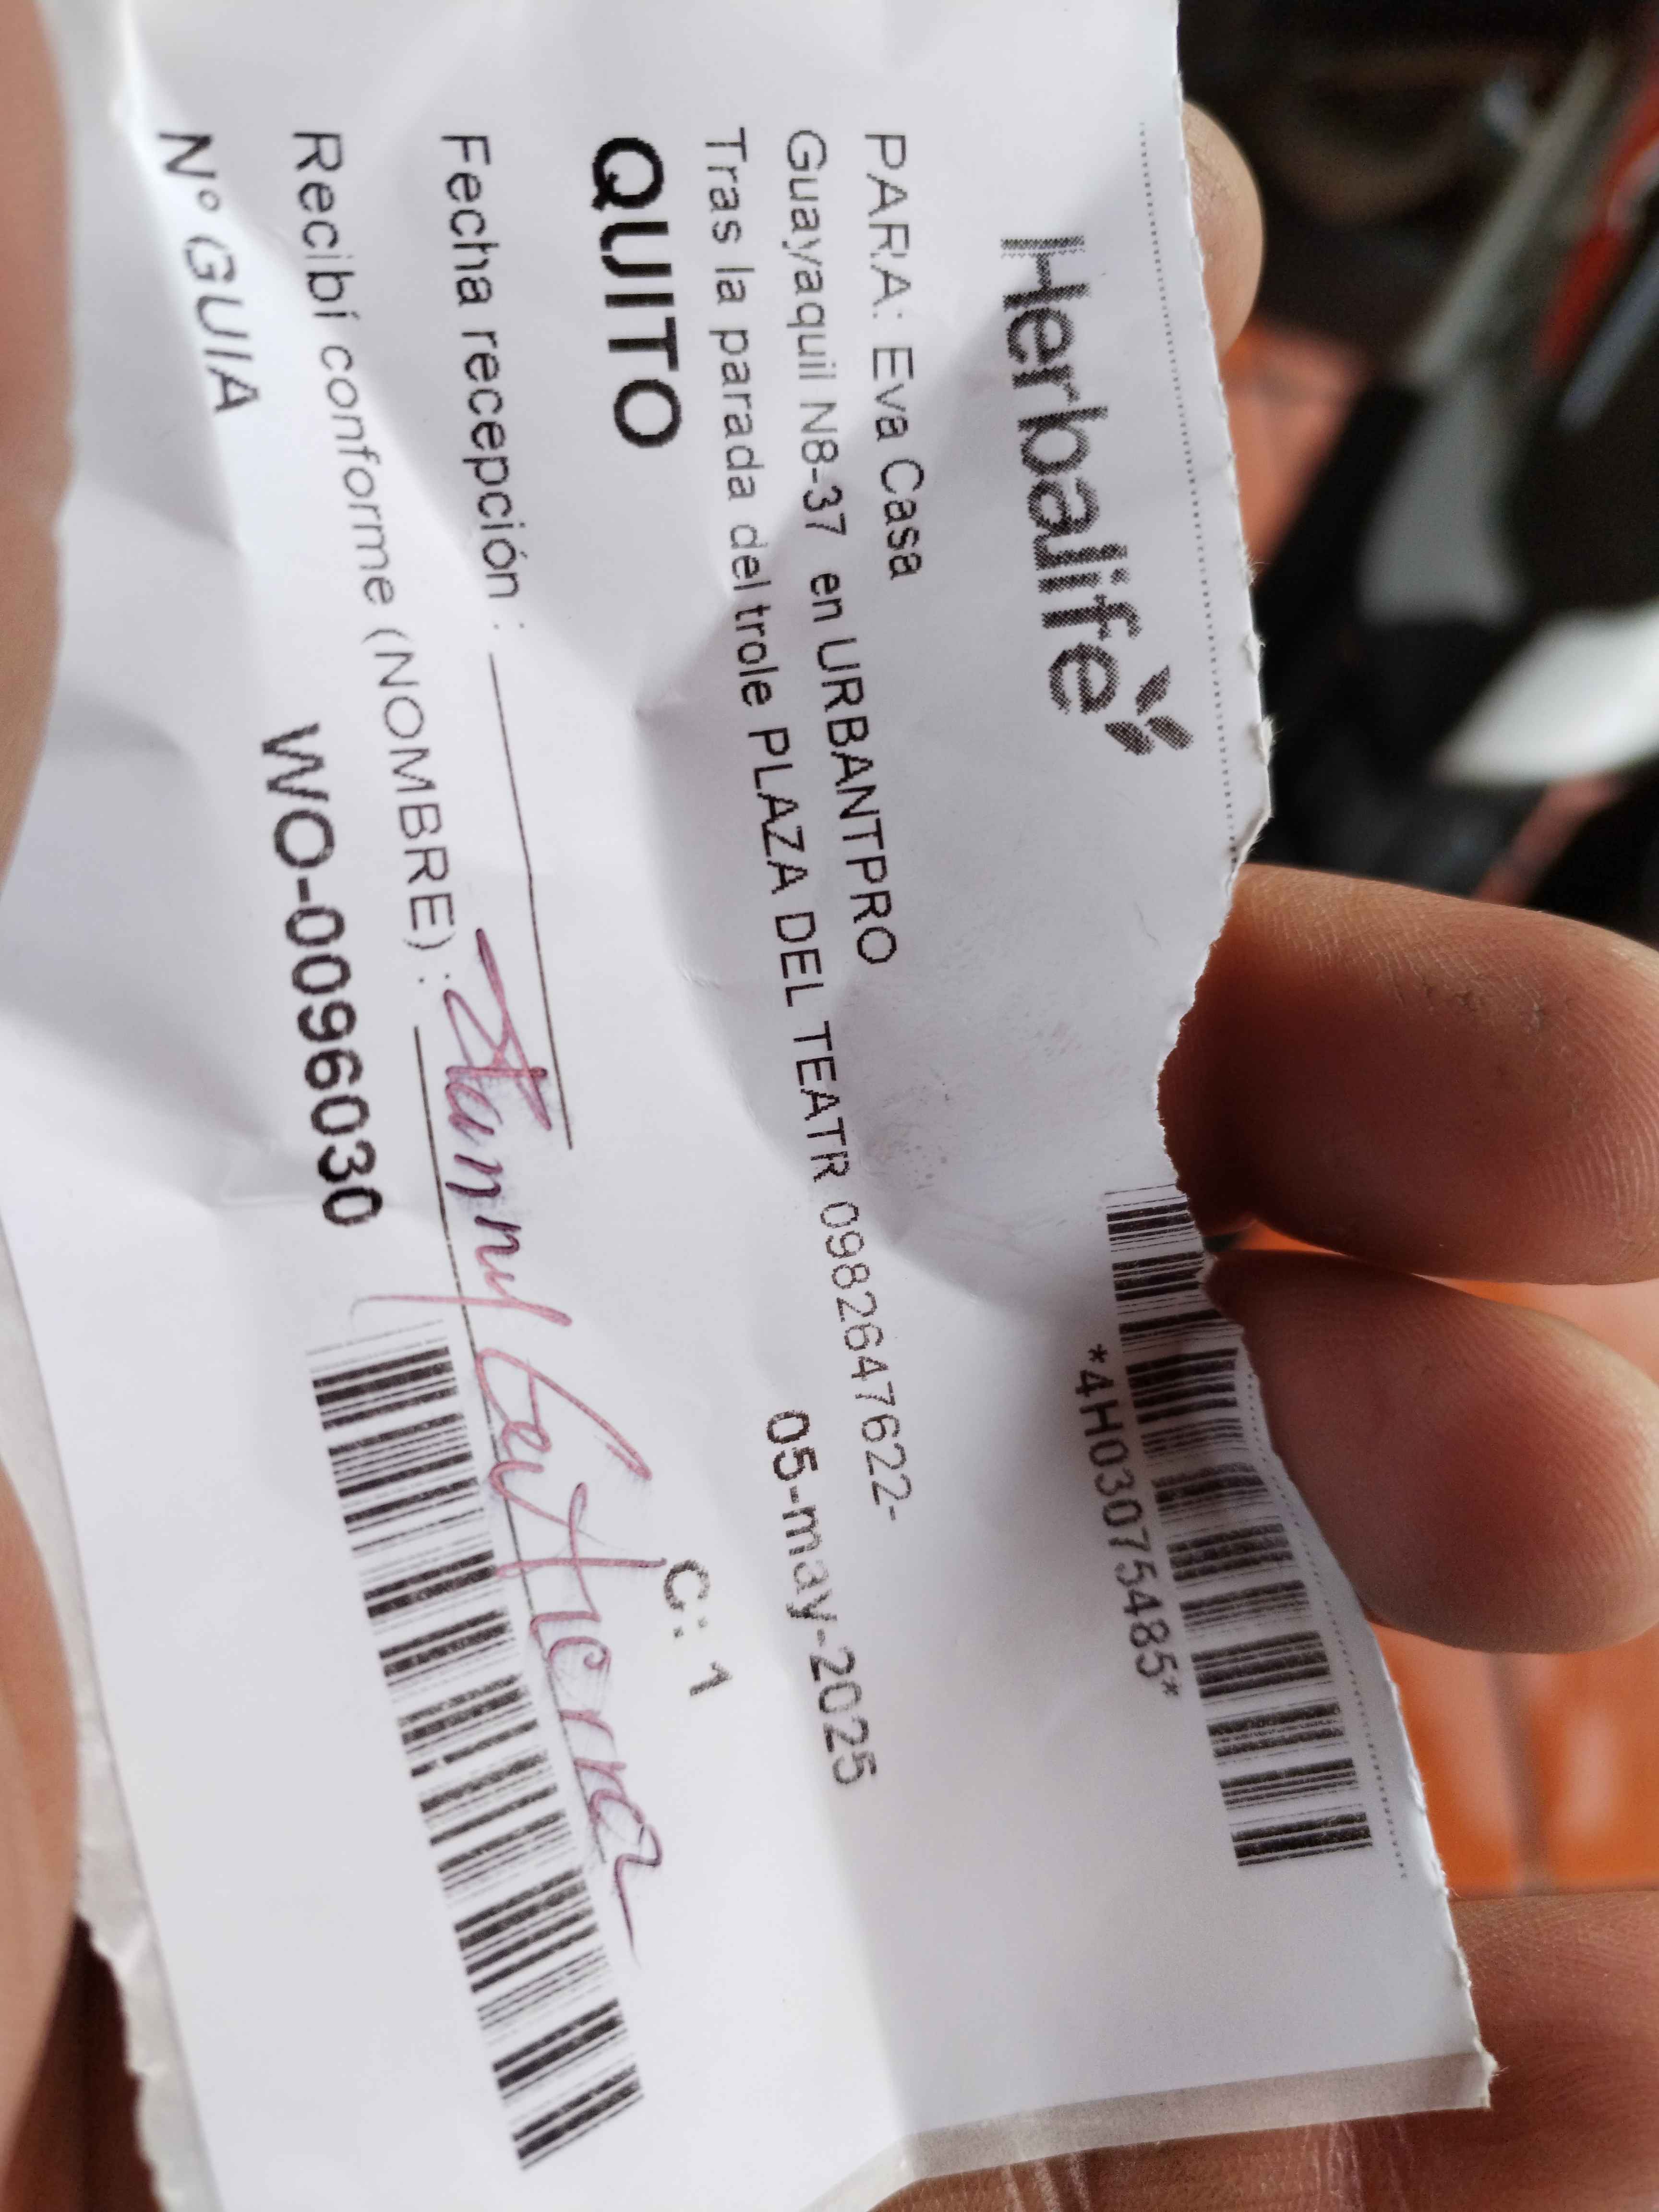 Herbalife
*4H03075485*
PARA: Eva Casa
Guayaquil N8-37 en URBANTPRO
Tras la parada del trole PLAZA DEL TEATR 0982647622-
QUITO
05-may-2025
C: 1
Fecha recepción :
Recibí conforme (NOMBRE) :
N° GUIA
WO-0096030